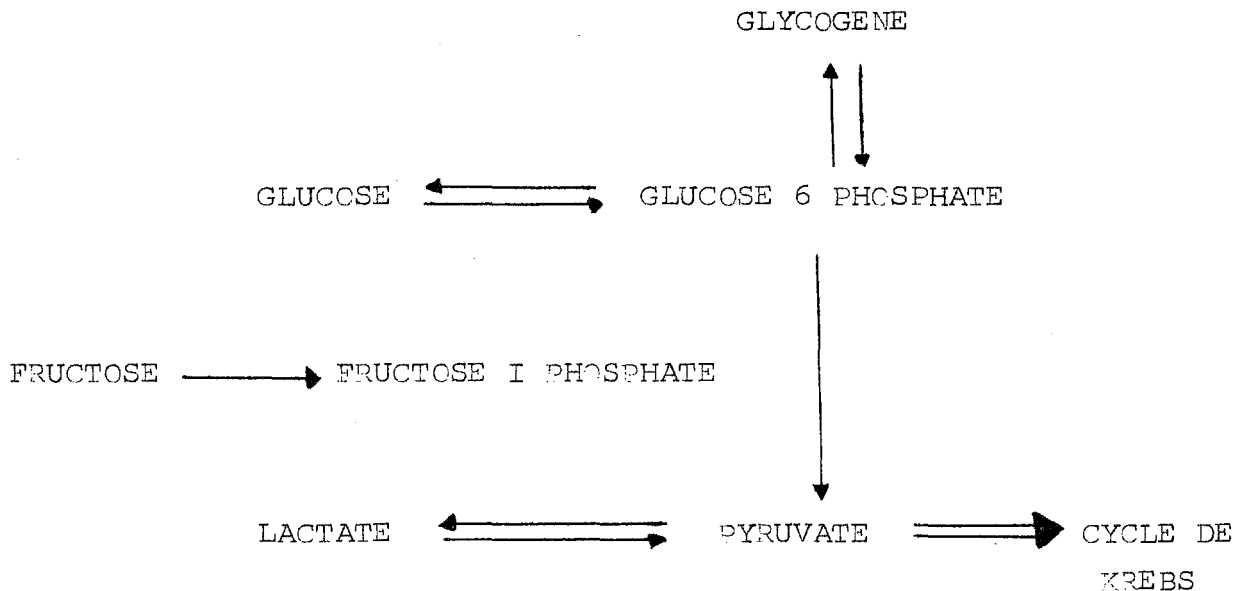 GLYCOGENE
GLUCOSE GLUCOSE 6 PHOSPHATE
FRUCTOSE FRUCTOSE I PHOSPHATE
LACTATE PYRUVATE CYCLE DE
KREBS